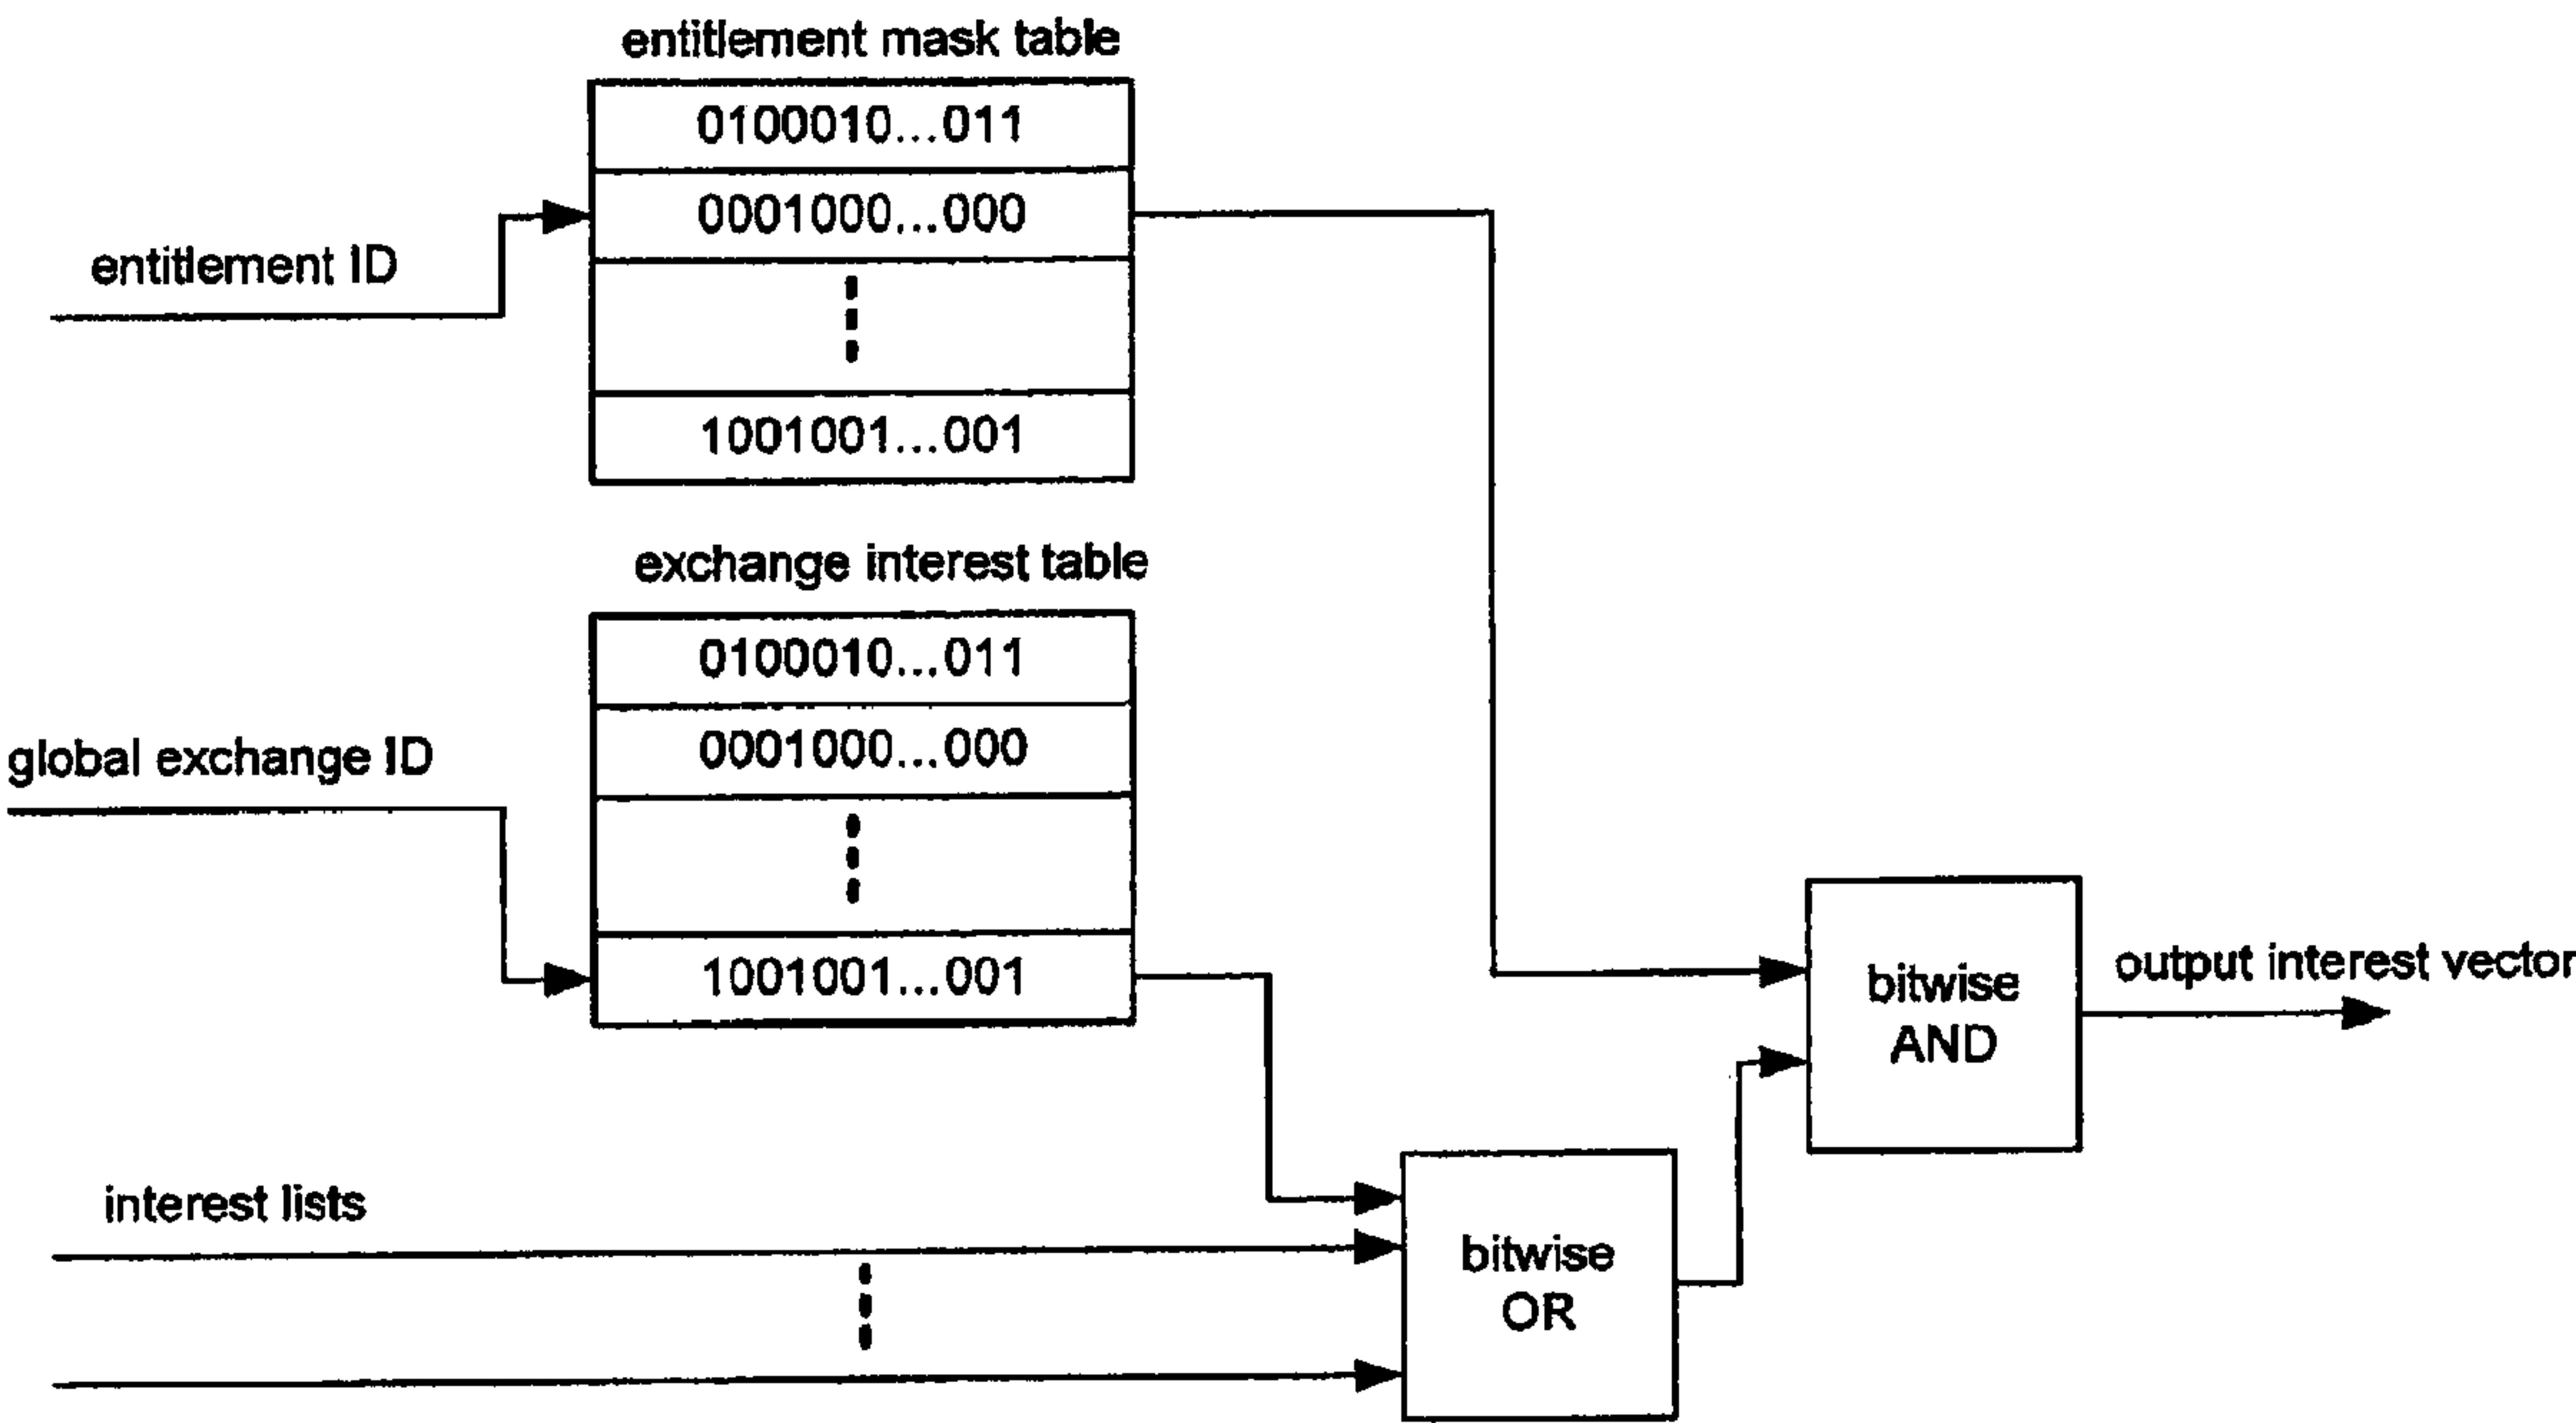 entitlement mask table
0100010...011
0001000...000
entitlement ID
1001001...001
exchange interest table
0100010...011
0001000...000
global exchange ID
1001001...001
bitwise
AND
output interest vector
interest lists
bitwise
OR